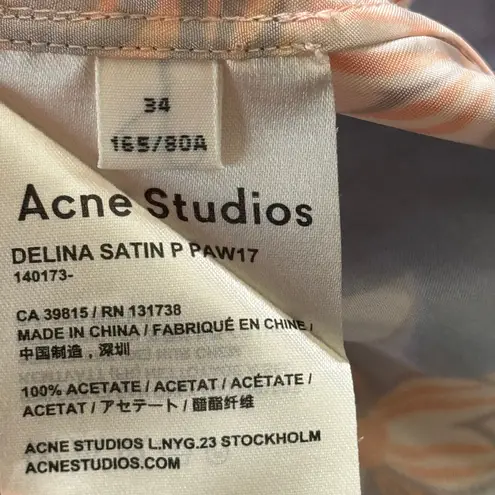 34
165/80A
Acne Studios
DELINA SATIN P PAW17
140173-
CA 39815 / RN 131738
MADE IN CHINA / FABRIQUÉ EN CHINE /
中国制造，深圳
100% ACETATE / ACETAT / ACÉTATE /
ACETAT / アセテート / 醋酯纤维
ACNE STUDIOS L.NYG.23 STOCKHOLM
ACNESTUDIOS.COM